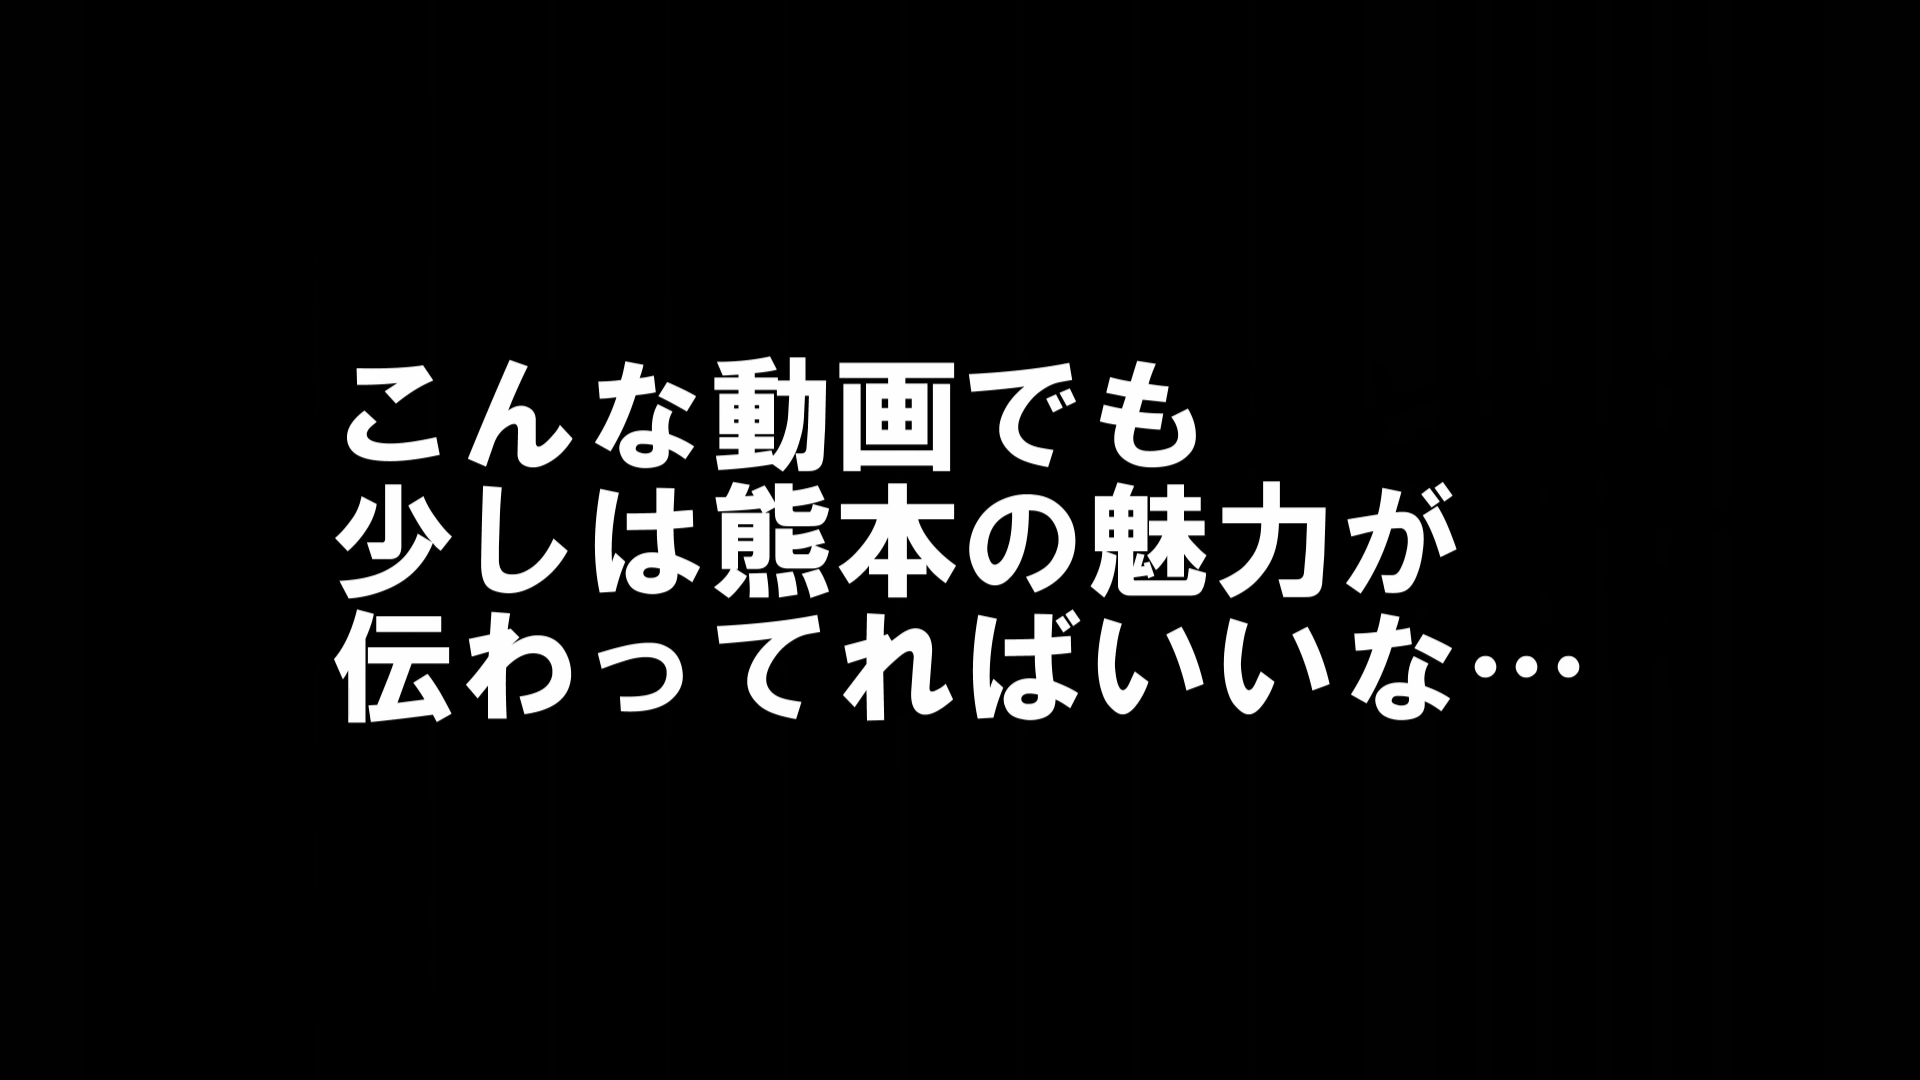 こんな動画でも
少しは熊本の魅力が
伝わってればいいな…